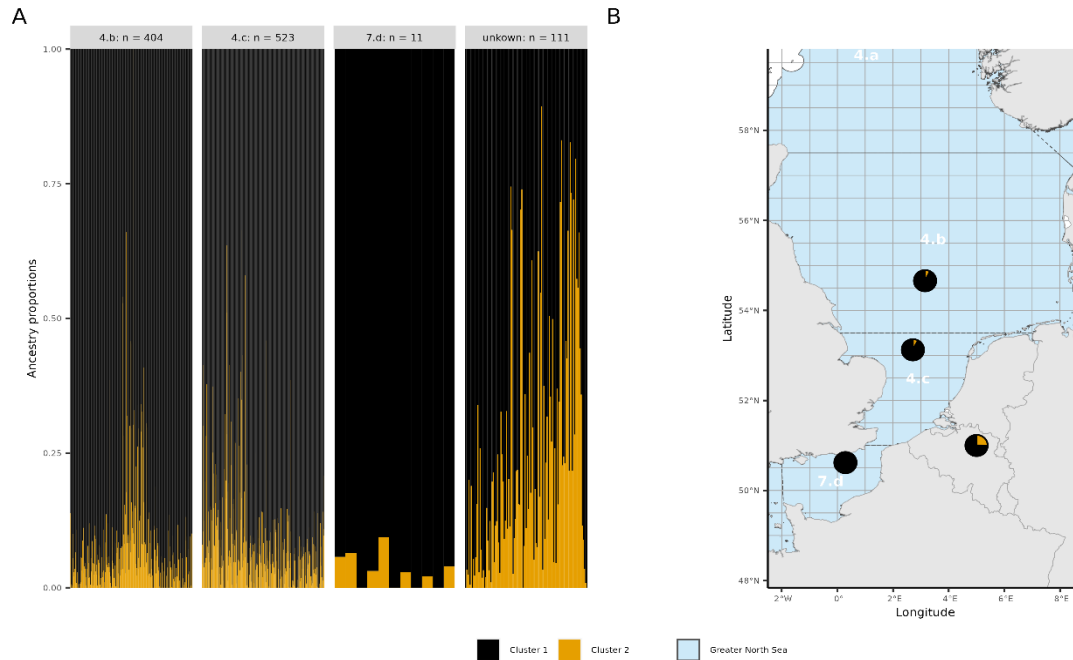 A
B
4.b: n = 404
4.c: n = 523
7.d: n = 11
unkown: n = 111
1.00
0.75
0.50
0.25
0.00
Ancestry proportions
4.a
4.b
4.c
7.d
58°N
56°N
54°N
52°N
50°N
48°N
Latitude
2°W
0°
2°E
4°E
6°E
8°E
Longitude
Cluster 1
Cluster 2
Greater North Sea